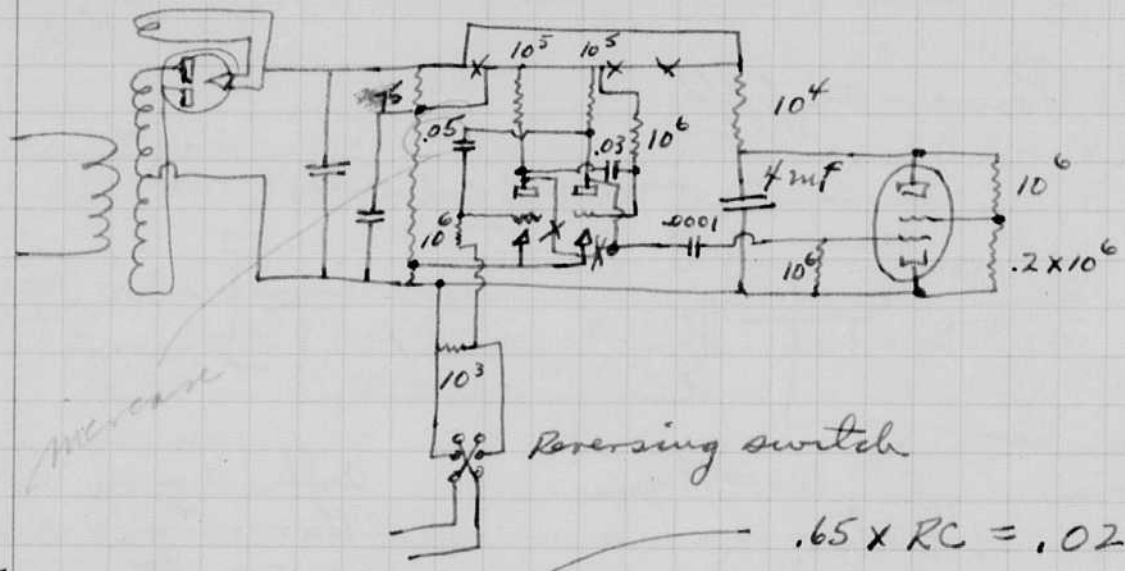 10⁵ 10⁵
10⁴
.05
.03 10⁶
4 mf
10⁶
10⁶
.0001
10⁶
.2 x 10⁶
10³
increase
Reversing switch
.65 x RC = .02